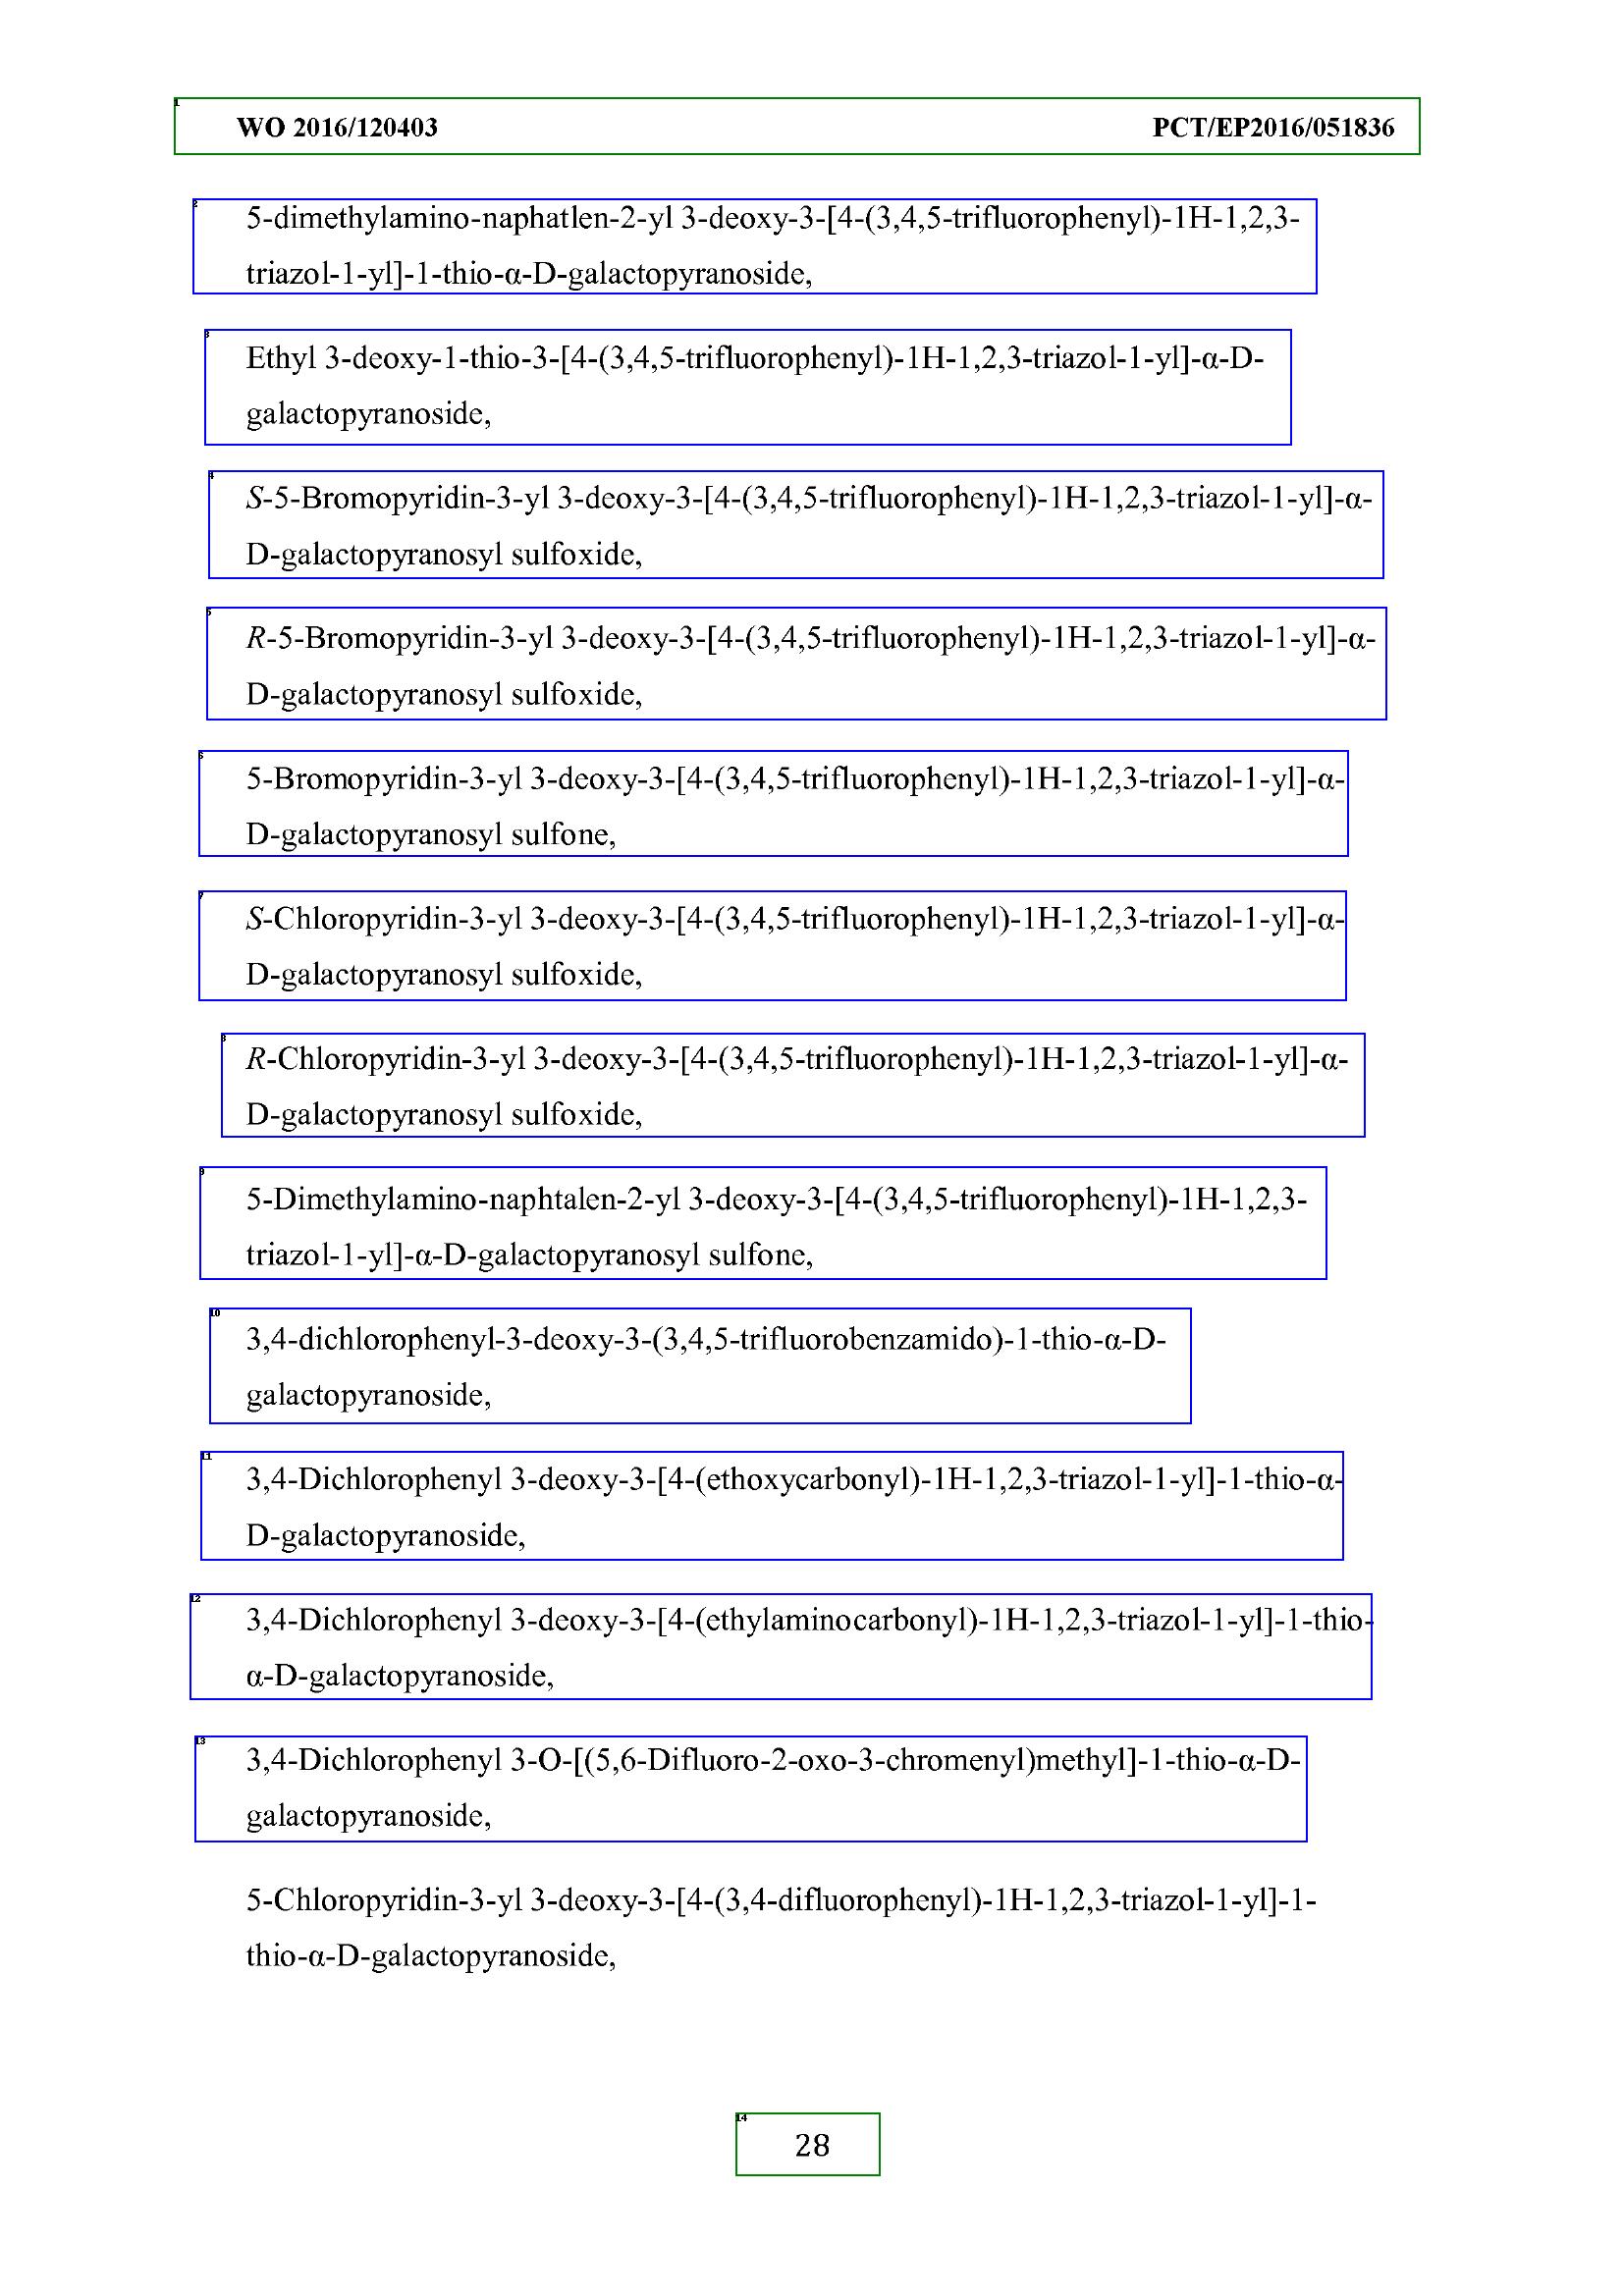 WO 2016/120403 PCT/EP2016/051836
5-dimethylamino-naphatlen-2-yl 3-deoxy-3-[4-(3,4,5-trifluorophenyl)-1H-1,2,3-
triazol-1-yl]-1-thio-α-D-galactopyranoside,
Ethyl 3-deoxy-1-thio-3-[4-(3,4,5-trifluorophenyl)-1H-1,2,3-triazol-1-yl]-α-D-
galactopyranoside,
S-5-Bromopyridin-3-yl 3-deoxy-3-[4-(3,4,5-trifluorophenyl)-1H-1,2,3-triazol-1-yl]-α-
D-galactopyranosyl sulfoxide,
R-5-Bromopyridin-3-yl 3-deoxy-3-[4-(3,4,5-trifluorophenyl)-1H-1,2,3-triazol-1-yl]-α-
D-galactopyranosyl sulfoxide,
5-Bromopyridin-3-yl 3-deoxy-3-[4-(3,4,5-trifluorophenyl)-1H-1,2,3-triazol-1-yl]-α-
D-galactopyranosyl sulfone,
S-Chloropyridin-3-yl 3-deoxy-3-[4-(3,4,5-trifluorophenyl)-1H-1,2,3-triazol-1-yl]-α-
D-galactopyranosyl sulfoxide,
R-Chloropyridin-3-yl 3-deoxy-3-[4-(3,4,5-trifluorophenyl)-1H-1,2,3-triazol-1-yl]-α-
D-galactopyranosyl sulfoxide,
5-Dimethylamino-naphtalen-2-yl 3-deoxy-3-[4-(3,4,5-trifluorophenyl)-1H-1,2,3-
triazol-1-yl]-α-D-galactopyranosyl sulfone,
3,4-dichlorophenyl-3-deoxy-3-(3,4,5-trifluorobenzamido)-1-thio-α-D-
galactopyranoside,
3,4-Dichlorophenyl 3-deoxy-3-[4-(ethoxycarbonyl)-1H-1,2,3-triazol-1-yl]-1-thio-α-
D-galactopyranoside,
3,4-Dichlorophenyl 3-deoxy-3-[4-(ethylaminocarbonyl)-1H-1,2,3-triazol-1-yl]-1-thio-
α-D-galactopyranoside,
3,4-Dichlorophenyl 3-O-[(5,6-Difluoro-2-oxo-3-chromenyl)methyl]-1-thio-α-D-
galactopyranoside,
5-Chloropyridin-3-yl 3-deoxy-3-[4-(3,4-difluorophenyl)-1H-1,2,3-triazol-1-yl]-1-
thio-α-D-galactopyranoside,
28